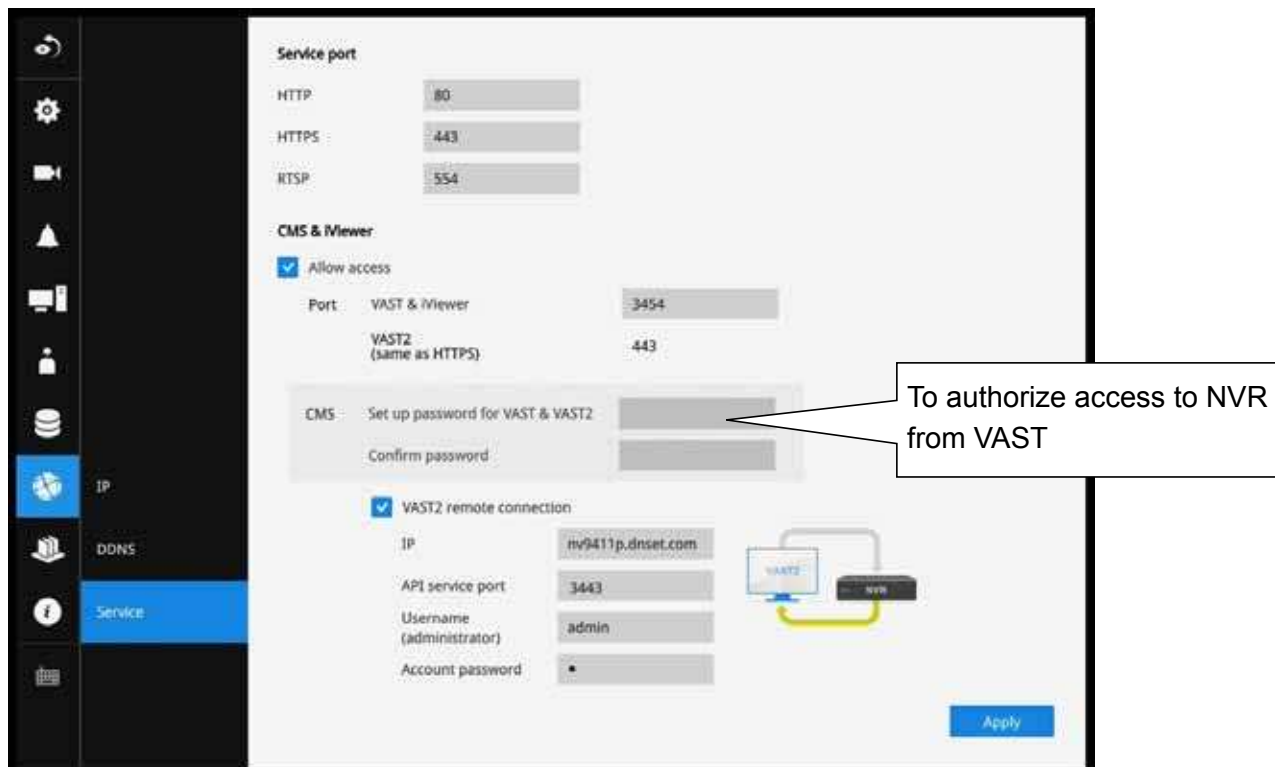 Service port
HTTP 80
HTTPS 443
RTSP 554
CMS & iViewer
Allow access
Port VAST & iViewer 3454
VAST2
(same as HTTPS) 443
To authorize access to NVR
from VAST
CMS Set up password for VAST & VAST2
Confirm password
IP
VAST2 remote connection
DDNS
IP nv9411p.dnset.com
VAST2
NVR
API service port 3443
Service
Username
(administrator) admin
Account password •
Apply